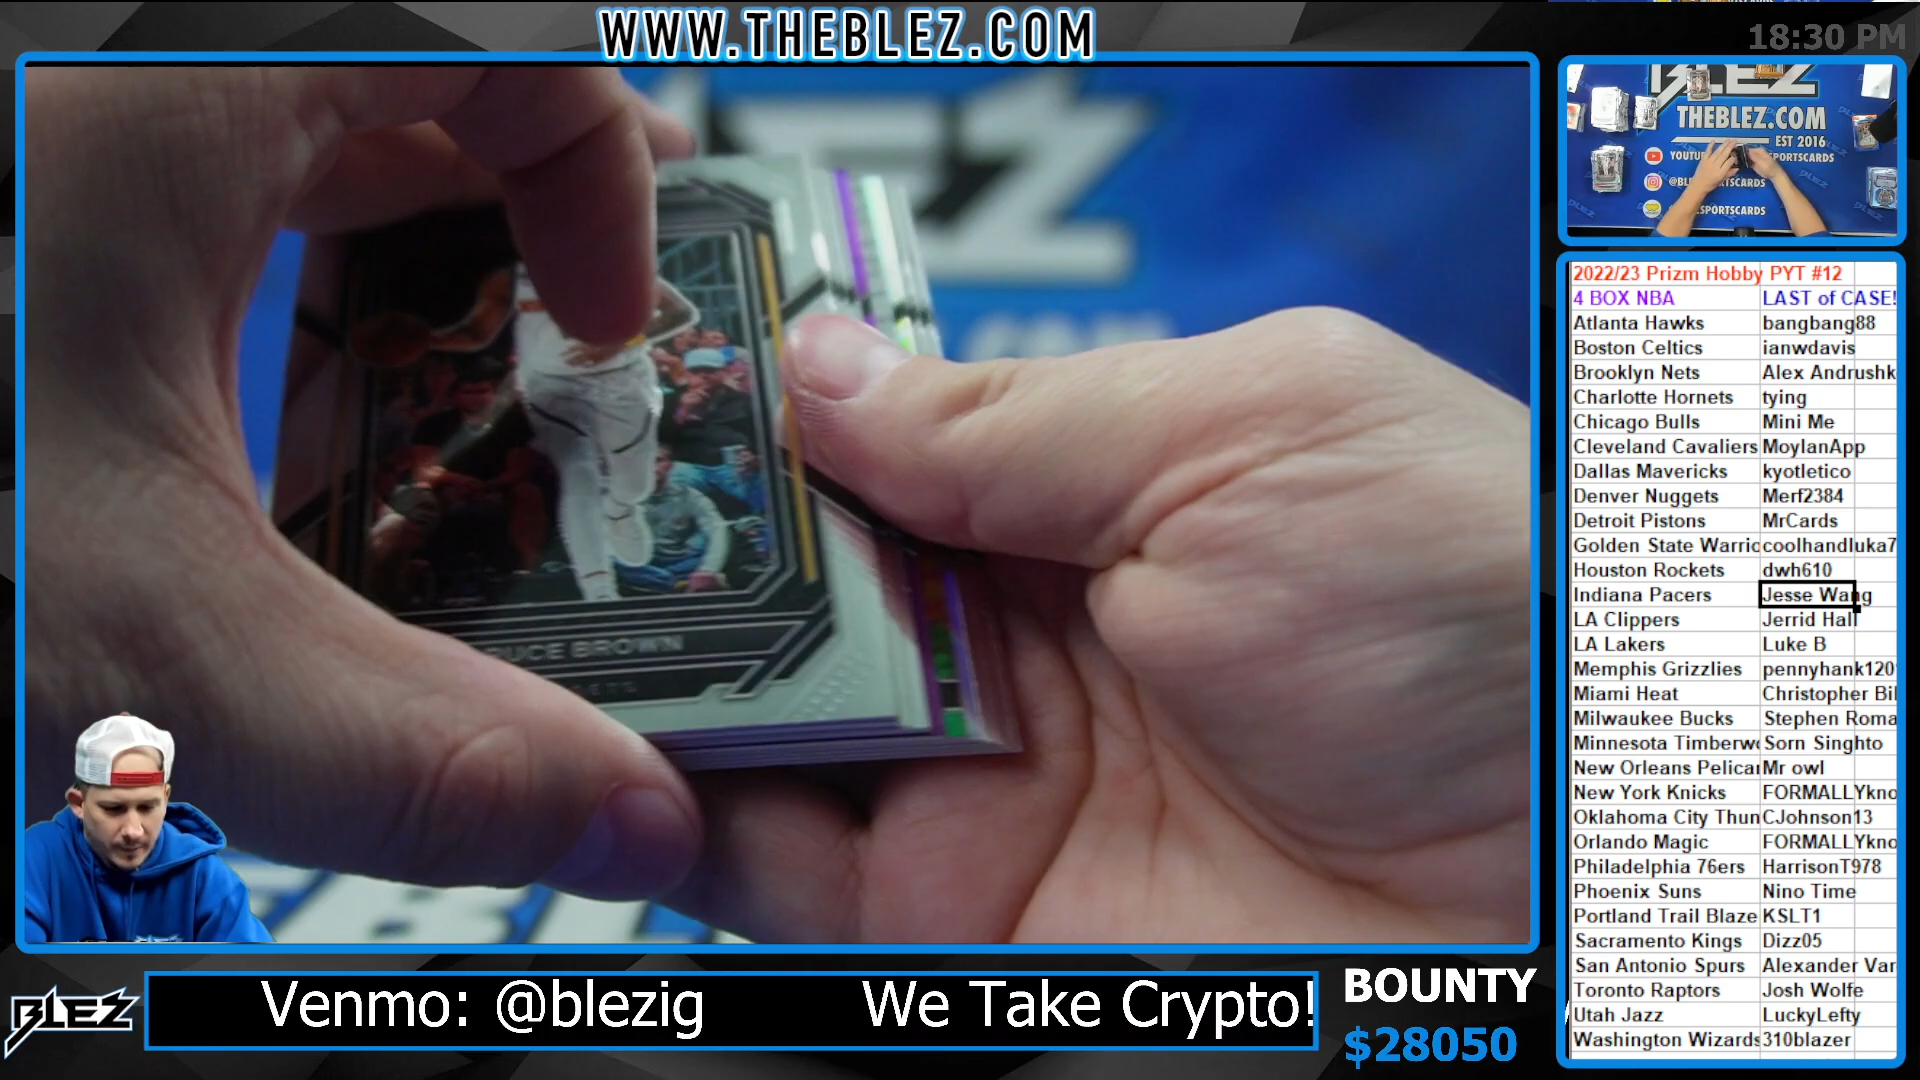 WWW.THEBLEZ.COM
18:30 PM
BLEZ
THEBLEZ.COM
EST 2016
2022/23 Prizm Hobby PYT #12
4 BOX NBA LAST of CASE!
Atlanta Hawks bangbang88
Boston Celtics ianwdavis
Brooklyn Nets Alex Andrushk
Charlotte Hornets tying
Chicago Bulls Mini Me
Cleveland Cavaliers MoylanApp
Dallas Mavericks kyotletico
Denver Nuggets Merf2384
Detroit Pistons MrCards
Golden State Warrio coolhandluka7
Houston Rockets dwh610
Indiana Pacers Jesse Wang
LA Clippers Jerrid Hall
LA Lakers Luke B
Memphis Grizzlies pennyhank120
Miami Heat Christopher Bil
Milwaukee Bucks Stephen Roma
Minnesota Timberwo Sorn Singhto
New Orleans Pelican Mr owl
New York Knicks FORMALLYkno
Oklahoma City Thun CJohnson13
Orlando Magic FORMALLYkno
Philadelphia 76ers HarrisonT978
Phoenix Suns Nino Time
Portland Trail Blaze KSLT1
Sacramento Kings Dizz05
San Antonio Spurs Alexander Var
Toronto Raptors Josh Wolfe
Utah Jazz LuckyLefty
Washington Wizards 310blazer
BROWN
BLEZ
Venmo: @blezig We Take Crypto!
BOUNTY
$28050